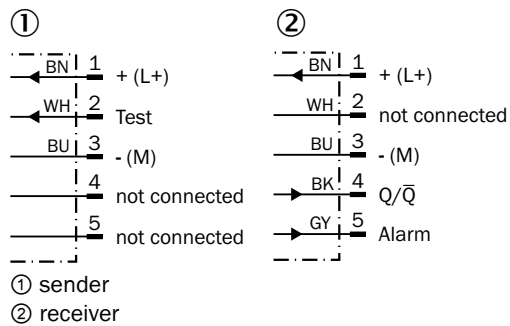 ① ②
BN 1 + (L+)
WH 2 Test
BU 3 - (M)
4 not connected
5 not connected
BN 1 + (L+)
WH 2 not connected
BU 3 - (M)
BK 4 Q/Q̅
GY 5 Alarm
① sender
② receiver